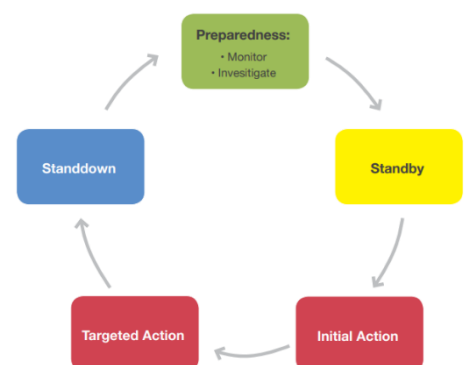 Preparedness:
• Monitor
• Invesitigate
Standby
Initial Action
Targeted Action
Standdown